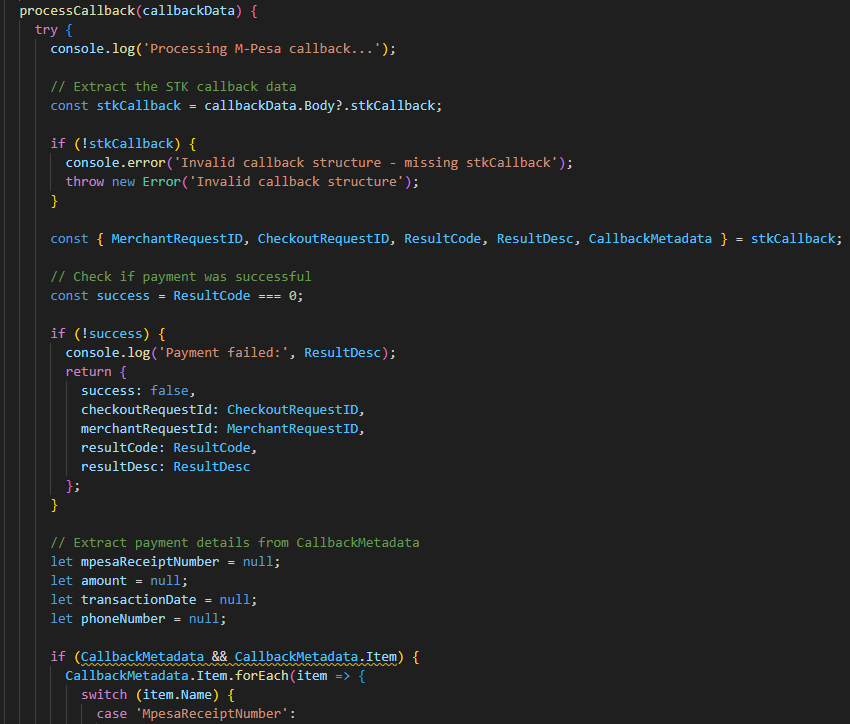 processCallback(callbackData) {
try {
console.log('Processing M-Pesa callback...');
// Extract the STK callback data
const stkCallback = callbackData.Body?.stkCallback;
if (!stkCallback) {
console.error('Invalid callback structure - missing stkCallback');
throw new Error('Invalid callback structure');
}
const { MerchantRequestID, CheckoutRequestID, ResultCode, ResultDesc, CallbackMetadata } = stkCallback;
// Check if payment was successful
const success = ResultCode === 0;
if (!success) {
console.log('Payment failed:', ResultDesc);
return {
success: false,
checkoutRequestId: CheckoutRequestID,
merchantRequestId: MerchantRequestID,
resultCode: ResultCode,
resultDesc: ResultDesc
};
}
// Extract payment details from CallbackMetadata
let mpesaReceiptNumber = null;
let amount = null;
let transactionDate = null;
let phoneNumber = null;
if (CallbackMetadata && CallbackMetadata.Item) {
CallbackMetadata.Item.forEach(item => {
switch (item.Name) {
case 'MpesaReceiptNumber':